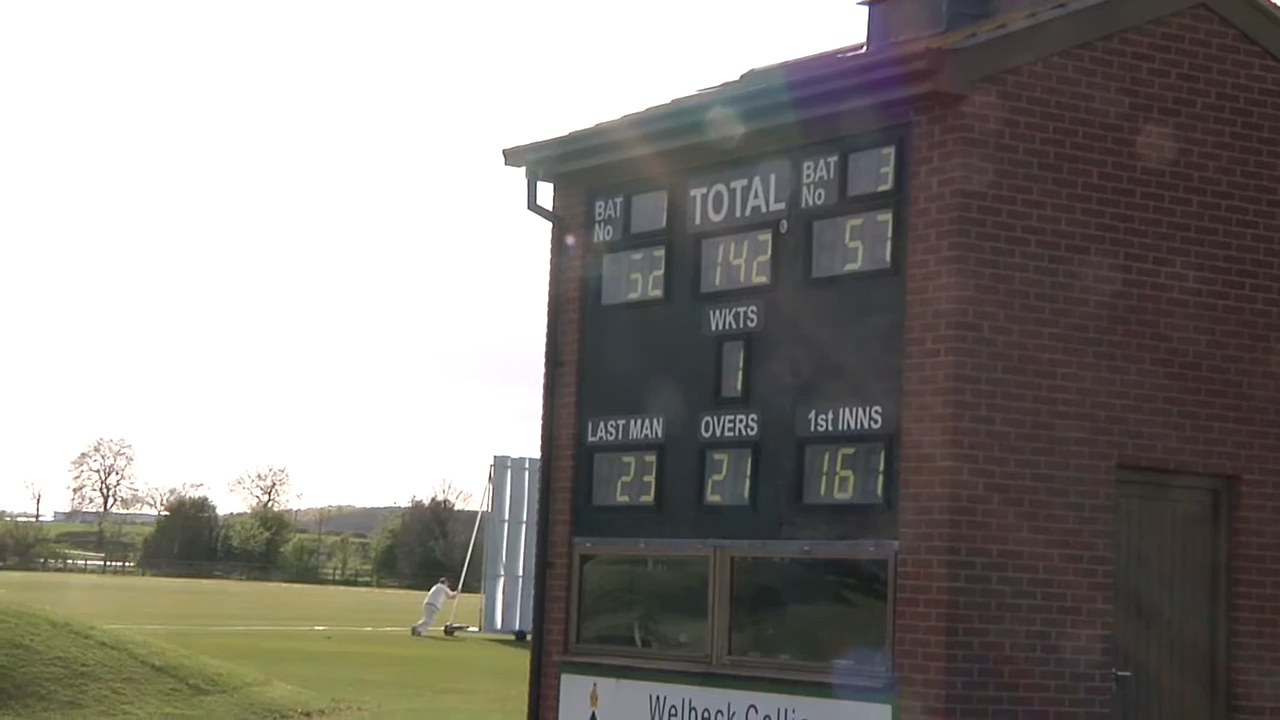 BAT No
TOTAL
BAT No 3
52 142 57
WKTS
1
LAST MAN OVERS 1st INNS
23 21 161
Welbeck